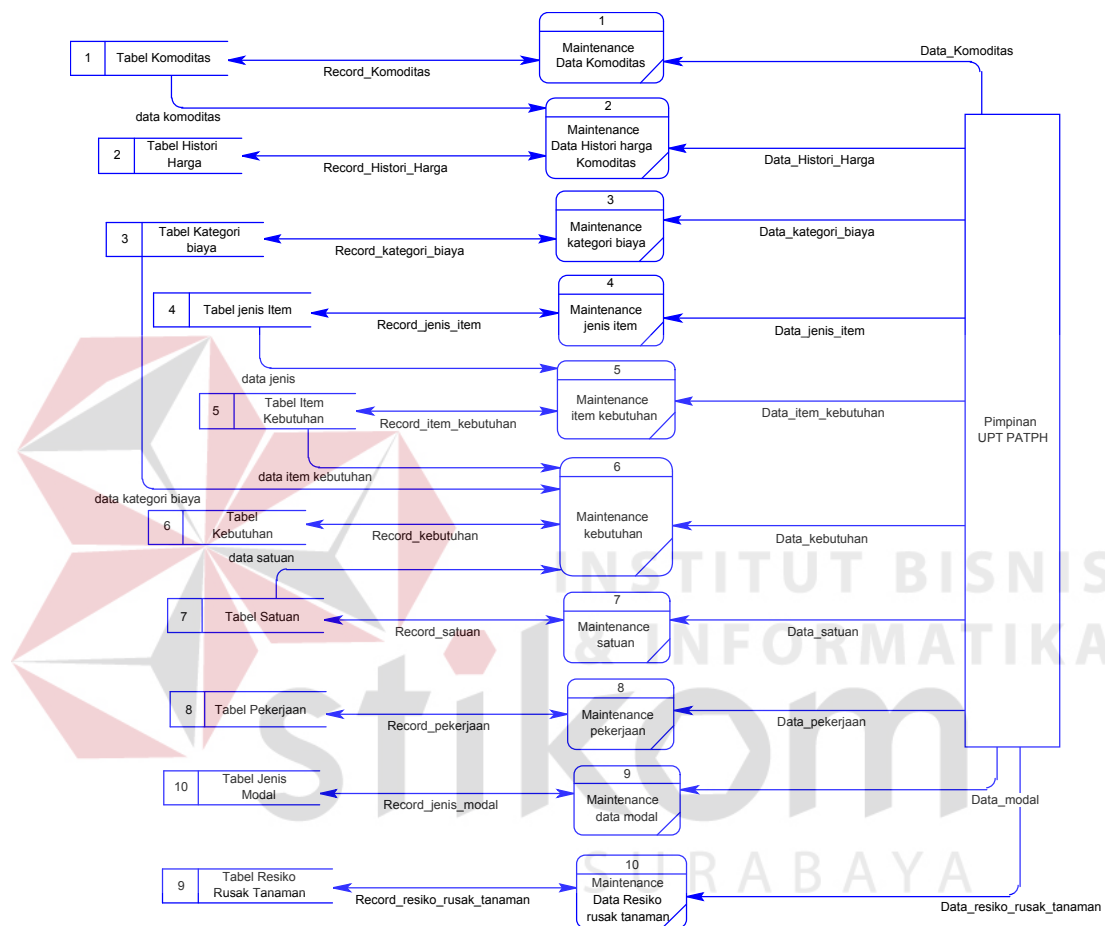 1
Maintenance
Data Komoditas
1
Tabel Komoditas
Record_Komoditas
Data_Komoditas
data komoditas
2
Maintenance
Data Histori harga
Komoditas
2
Tabel Histori
Harga
Record_Histori_Harga
Data_Histori_Harga
3
Maintenance
kategori biaya
3
Tabel Kategori
biaya
Record_kategori_biaya
Data_kategori_biaya
4
Maintenance
jenis item
4
Tabel jenis Item
Record_jenis_item
Data_jenis_item
data jenis
5
Maintenance
item kebutuhan
5
Tabel Item
Kebutuhan
Record_item_kebutuhan
Data_item_kebutuhan
Pimpinan
UPT PATPH
data item kebutuhan
data kategori biaya
6
Maintenance
kebutuhan
6
Tabel
Kebutuhan
Record_kebutuhan
Data_kebutuhan
data satuan
7
Maintenance
satuan
7
Tabel Satuan
Record_satuan
Data_satuan
8
Maintenance
pekerjaan
8
Tabel Pekerjaan
Record_pekerjaan
Data_pekerjaan
9
Maintenance
data modal
10
Tabel Jenis
Modal
Record_jenis_modal
Data_modal
10
Maintenance
Data Resiko
rusak tanaman
9
Tabel Resiko
Rusak Tanaman
Record_resiko_rusak_tanaman
Data_resiko_rusak_tanaman
INSTITUT BISNIS
& INFORMATIKA
stikom
SURABAYA